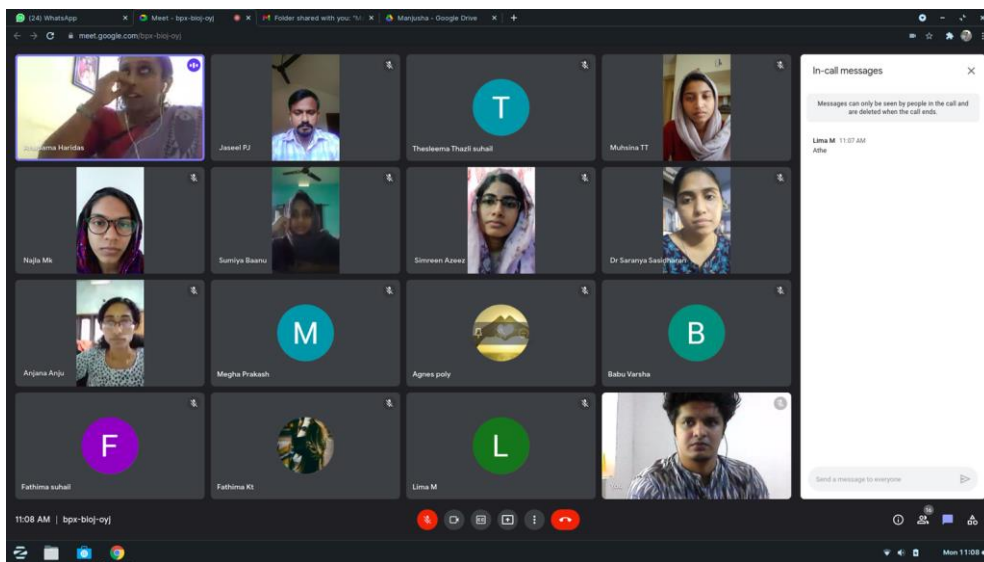 (24) WhatsApp
Meet - bpx-bioj-oyj
Folder shared with you: "M
Manjusha - Google Drive
meet.google.com/bpx-bioj-oyj
Haridas
Jaseel PJ
T
Thesleema Thazli suhail
Muhsina TT
Najla Mk
Sumiya Baanu
Simreen Azeez
Dr Saranya Sasidharan
Anjana Anju
M
Megha Prakash
Agnes poly
B
Babu Varsha
F
Fathima suhail
Fathima Kt
L
Lima M
You
In-call messages
Messages can only be seen by people in the call and
are deleted when the call ends.
Lima M 11:07 AM
Athe
Send a message to everyone
11:08 AM | bpx-bioj-oyj
16
Mon 11:08